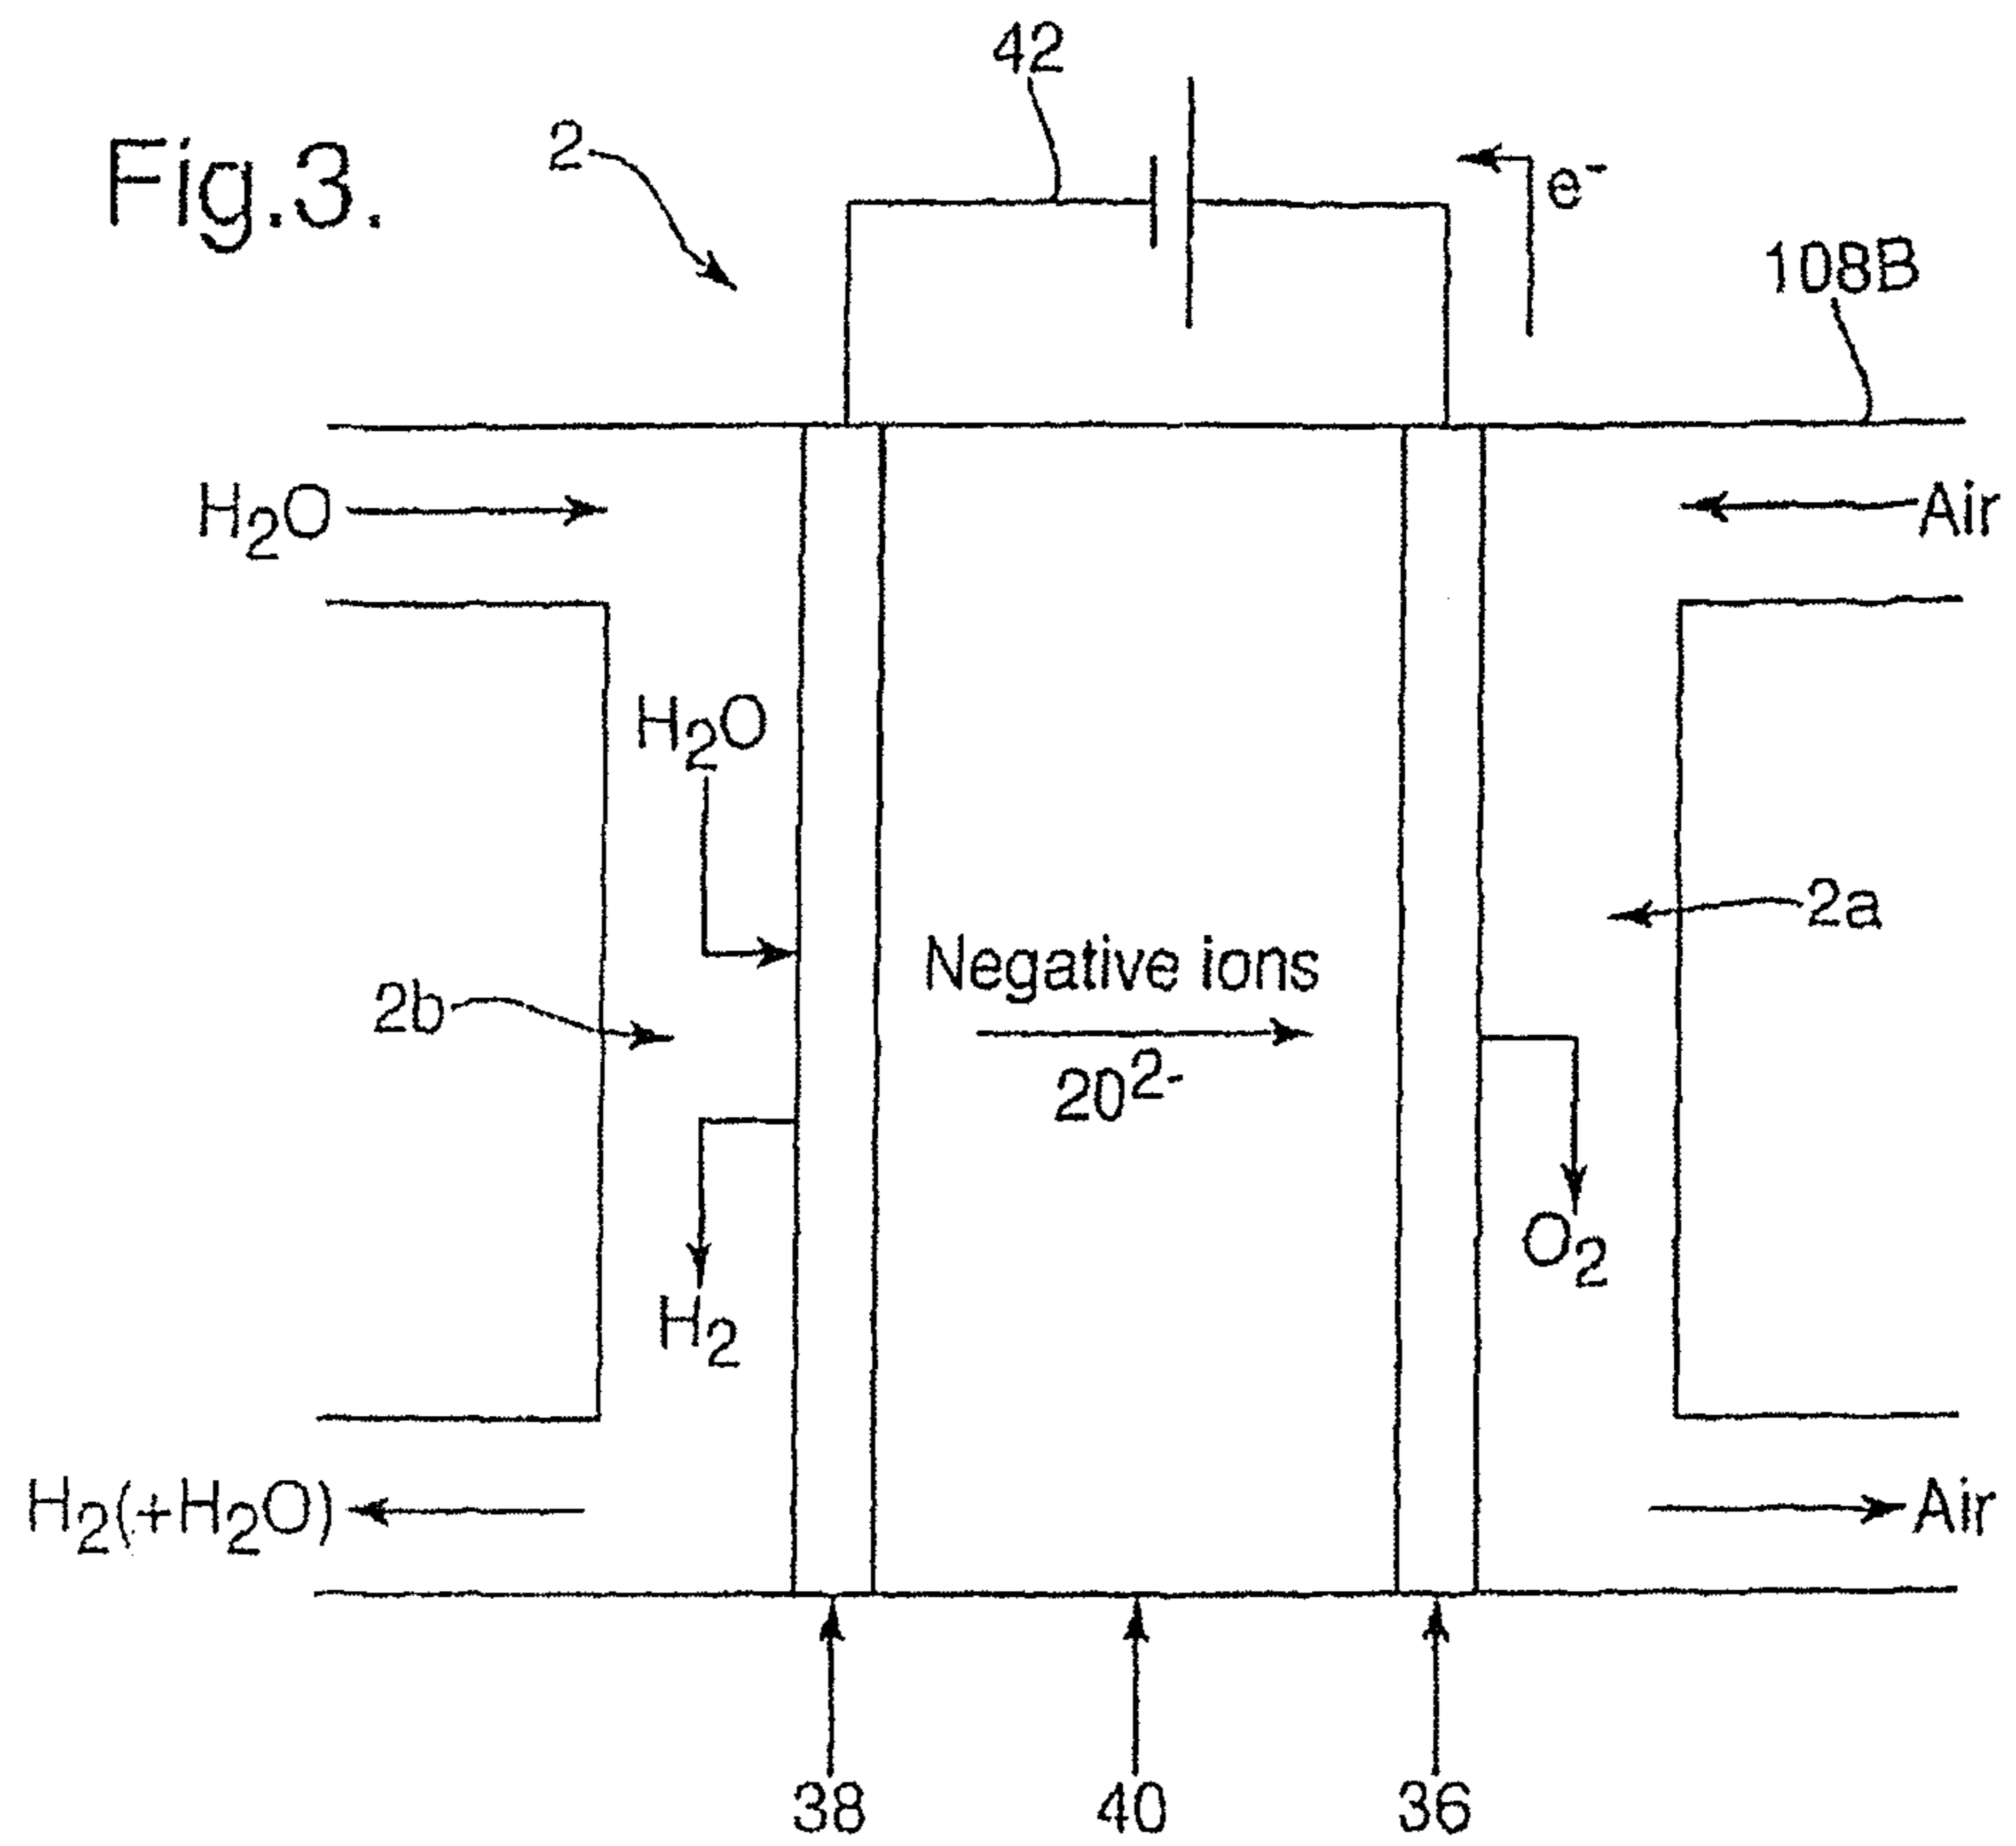 Fig.3.
42
2
e-
108B
H2O
Air
H2O
2a
Negative ions
2b
2O2-
O2
H2
H2(+H2O)
Air
38
40
36